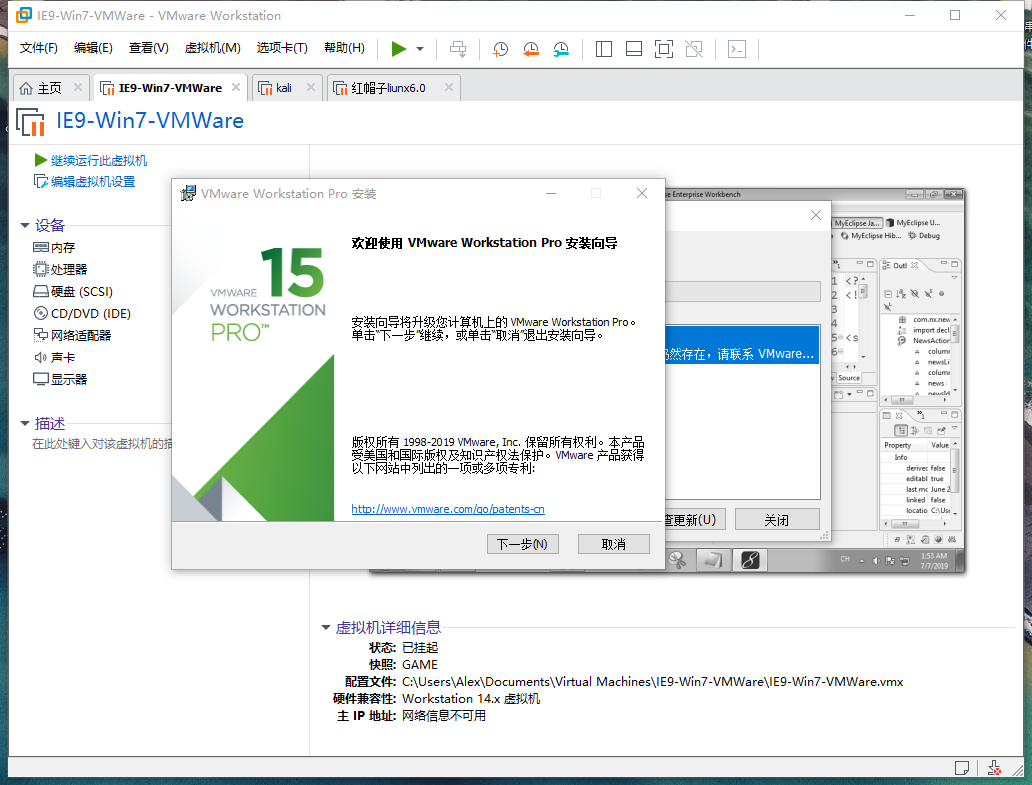 IE9-Win7-VMWare - VMware Workstation
文件(F) 编辑(E) 查看(V) 虚拟机(M) 选项卡(T) 帮助(H)
主页 IE9-Win7-VMWare kali 红帽子liunx6.0
IE9-Win7-VMWare
继续运行此虚拟机
编辑虚拟机设置
设备
内存
处理器
硬盘 (SCSI)
CD/DVD (IDE)
网络适配器
声卡
显示器
描述
在此处键入对该虚拟机的
VMware Workstation Pro 安装
15
VMWARE
WORKSTATION
PRO™
欢迎使用 VMware Workstation Pro 安装向导
安装向导将升级您计算机上的 VMware Workstation Pro。
单击“下一步”继续，或单击“取消”退出安装向导。
版权所有 1998-2019 VMware, Inc. 保留所有权利。本产品
受美国和国际版权及知识产权法保护。VMware 产品获得
以下网站中列出的一项或多项专利:
http://www.vmware.com/go/patents-cn
下一步(N) 取消
Enterprise Workbench
MyEclipse Ja... MyEclipse U...
MyEclipse Hib... Debug
Outl
1 <?
2 <!
3
4
5 <s
6
com.nx.new
import decl
NewsAction
column
newsLi
column
news
newsId
Source
然存在，请联系 VMware...
Property Value
Info
derived false
editabl true
last mo June 2
linked false
locatio C:\Us
查更新(U) 关闭
CH
1:53 AM
7/7/2019
虚拟机详细信息
状态: 已挂起
快照: GAME
配置文件: C:\Users\Alex\Documents\Virtual Machines\IE9-Win7-VMWare\IE9-Win7-VMWare.vmx
硬件兼容性: Workstation 14.x 虚拟机
主 IP 地址: 网络信息不可用